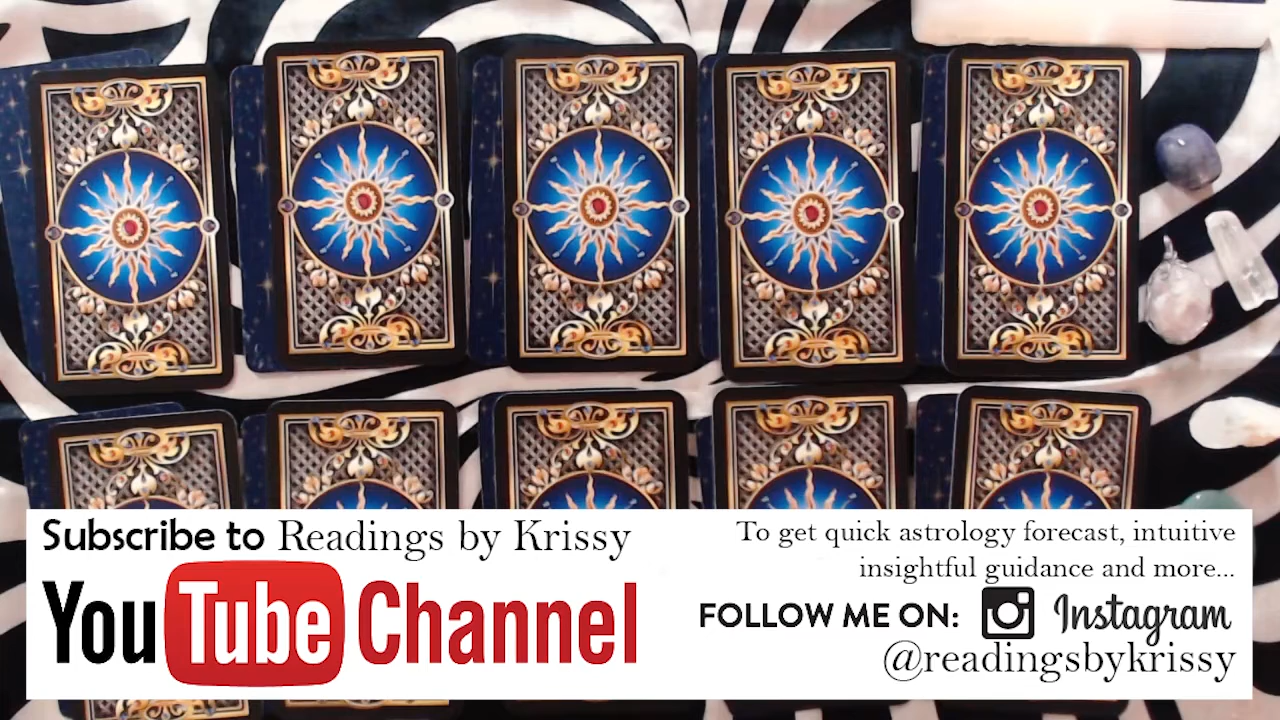 Subscribe to Readings by Krissy
YouTube Channel
To get quick astrology forecast, intuitive
insightful guidance and more...
FOLLOW ME ON: Instagram
@readingsbykrissy